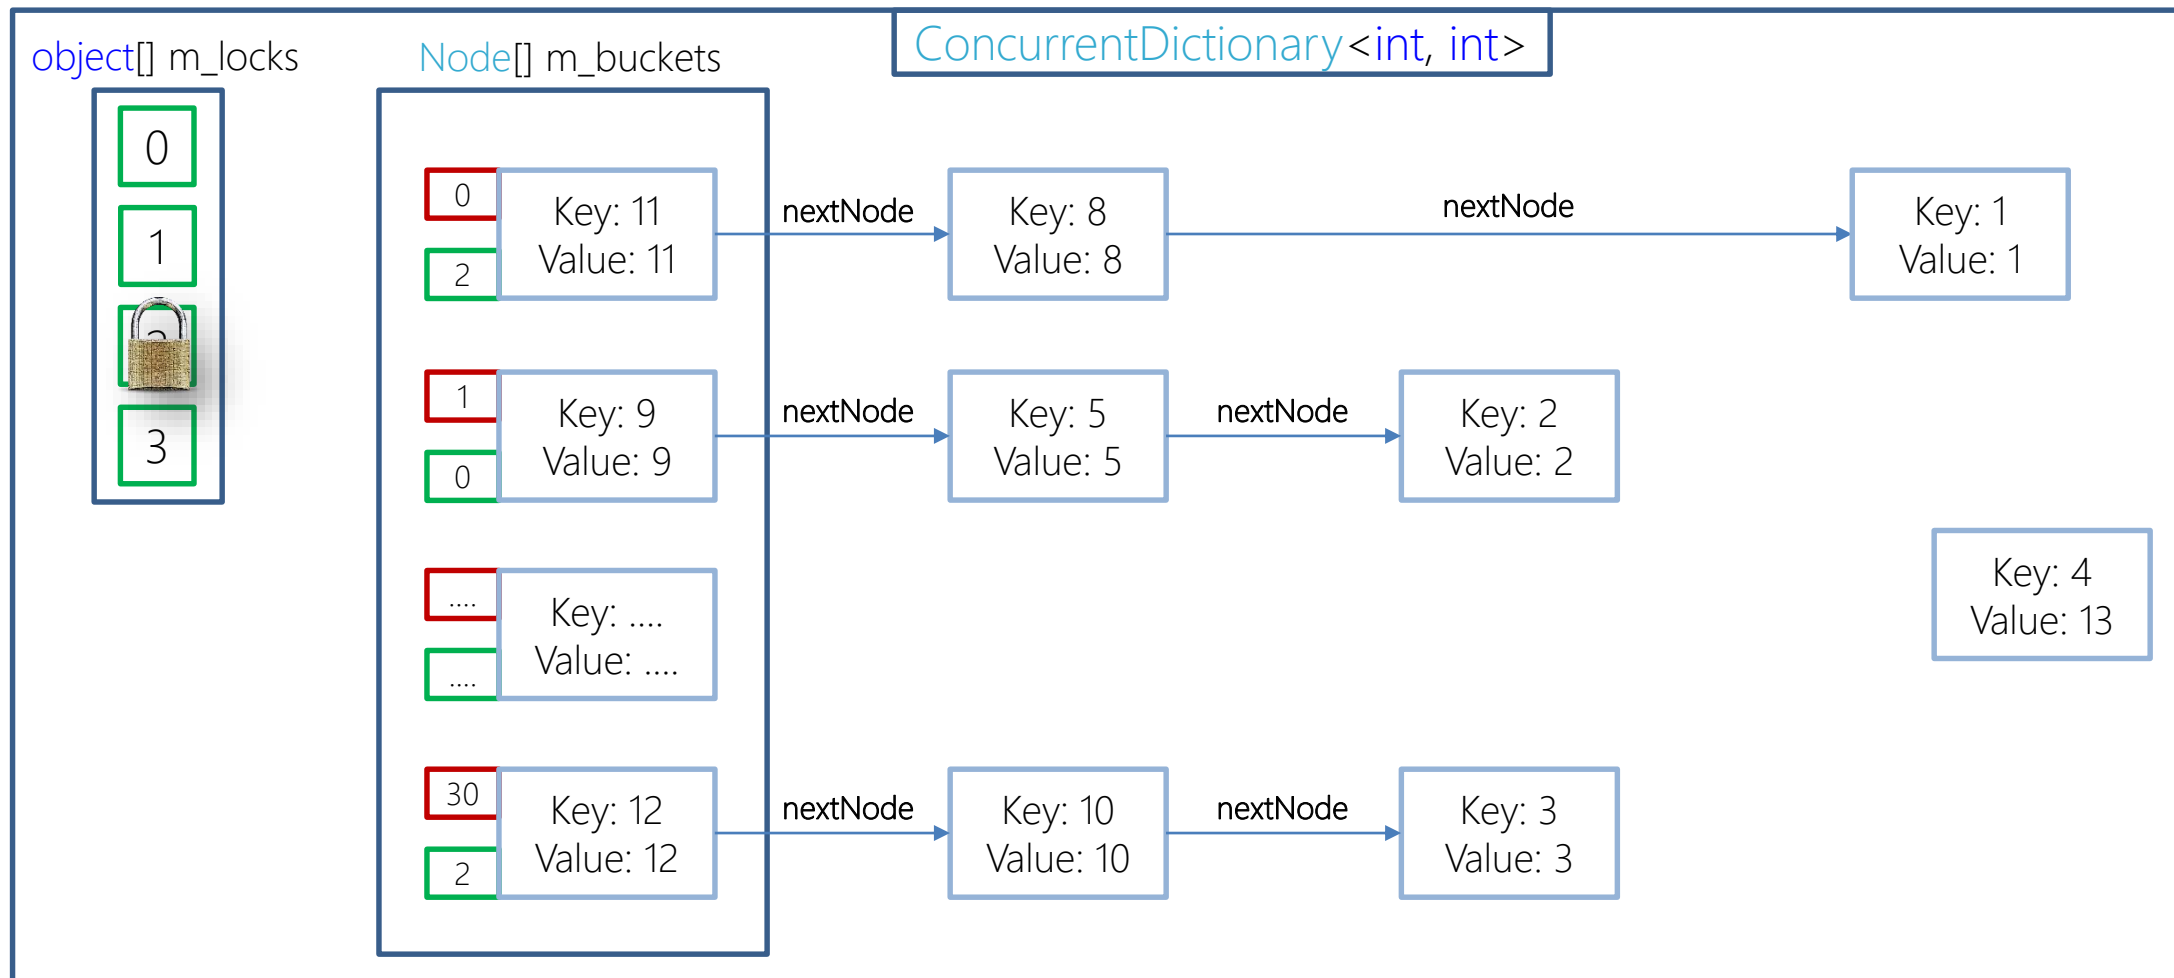 ConcurrentDictionary<int, int>
object[] m_locks
0
1
3
Node[] m_buckets
0
2
Key: 11
Value: 11
nextNode
Key: 8
Value: 8
nextNode
Key: 1
Value: 1
1
0
Key: 9
Value: 9
nextNode
Key: 5
Value: 5
nextNode
Key: 2
Value: 2
....
....
Key: ....
Value: ....
Key: 4
Value: 13
30
2
Key: 12
Value: 12
nextNode
Key: 10
Value: 10
nextNode
Key: 3
Value: 3